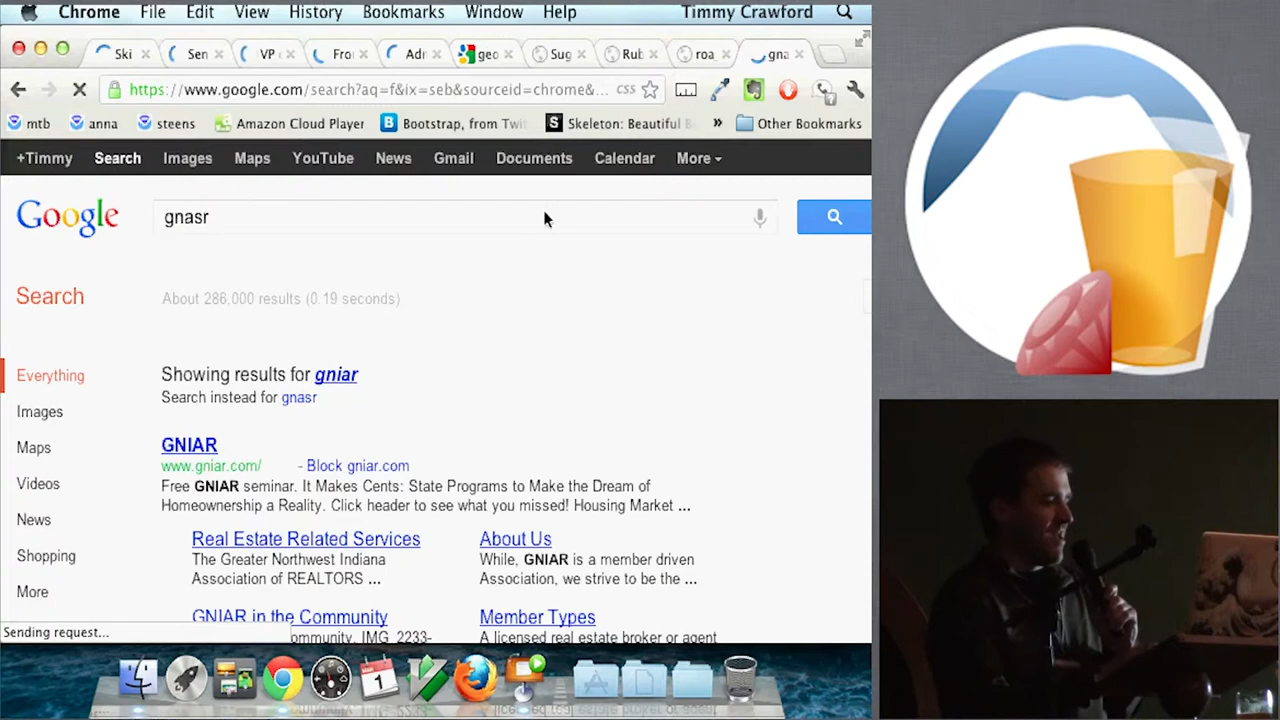 Chrome File Edit View History Bookmarks Window Help Timmy Crawford
Ski Sen VP Fro Adr geo Sug Rub roa gna
https://www.google.com/search?aq=f&ix=seb&sourceid=chrome&... CSS
mtb anna steens Amazon Cloud Player Bootstrap, from Twit Skeleton: Beautiful B » Other Bookmarks
+Timmy Search Images Maps YouTube News Gmail Documents Calendar More
Google gnasr
Search About 286,000 results (0.19 seconds)
Everything
Images
Maps
Videos
News
Shopping
More
Showing results for gniar
Search instead for gnasr
GNIAR
www.gniar.com/ - Block gniar.com
Free GNIAR seminar. It Makes Cents: State Programs to Make the Dream of
Homeownership a Reality. Click header to see what you missed! Housing Market ...
Real Estate Related Services
The Greater Northwest Indiana
Association of REALTORS ...
About Us
While, GNIAR is a member driven
Association, we strive to be the ...
GNIAR in the Community
ommunity. IMG_2233-
Member Types
A licensed real estate broker or agent
Sending request...
1